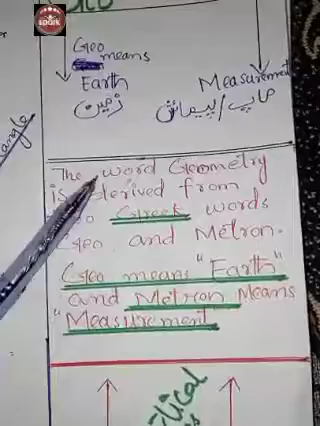 Geo
means
Earth
زمین
Measurement
ماپ/پیمائش
The word Geometry
is derived from
Greek words
Geo and Metron.
Geo means "Earth"
and Metron Means
"Measurement"